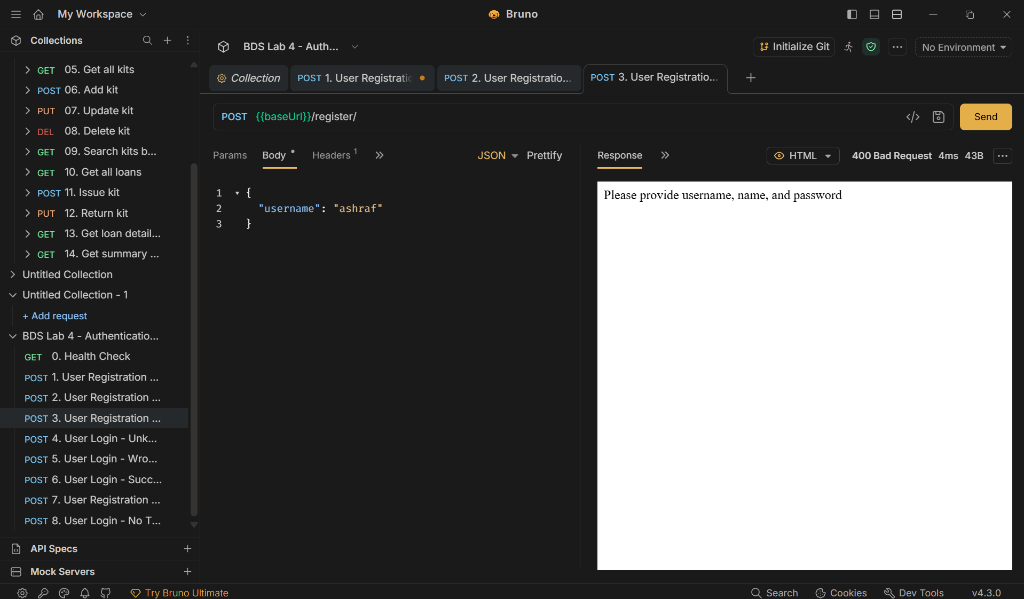 My Workspace
Bruno
Collections
GET 05. Get all kits
POST 06. Add kit
PUT 07. Update kit
DEL 08. Delete kit
GET 09. Search kits b...
GET 10. Get all loans
POST 11. Issue kit
PUT 12. Return kit
GET 13. Get loan detail...
GET 14. Get summary ...
Untitled Collection
Untitled Collection - 1
+ Add request
BDS Lab 4 - Authenticatio...
GET 0. Health Check
POST 1. User Registration ...
POST 2. User Registration ...
POST 3. User Registration ...
POST 4. User Login - Unk...
POST 5. User Login - Wro...
POST 6. User Login - Succ...
POST 7. User Registration ...
POST 8. User Login - No T...
API Specs
Mock Servers
BDS Lab 4 - Auth...
Initialize Git
No Environment
Collection
POST 1. User Registratic
POST 2. User Registratio...
POST 3. User Registratio...
POST {{baseUrl}}/register/
Send
Params
Body
Headers 1
JSON
Prettify
1 {
2 "username": "ashraf"
3 }
Response
HTML
400 Bad Request 4ms 43B
Please provide username, name, and password
Try Bruno Ultimate
Search
Cookies
Dev Tools
v4.3.0